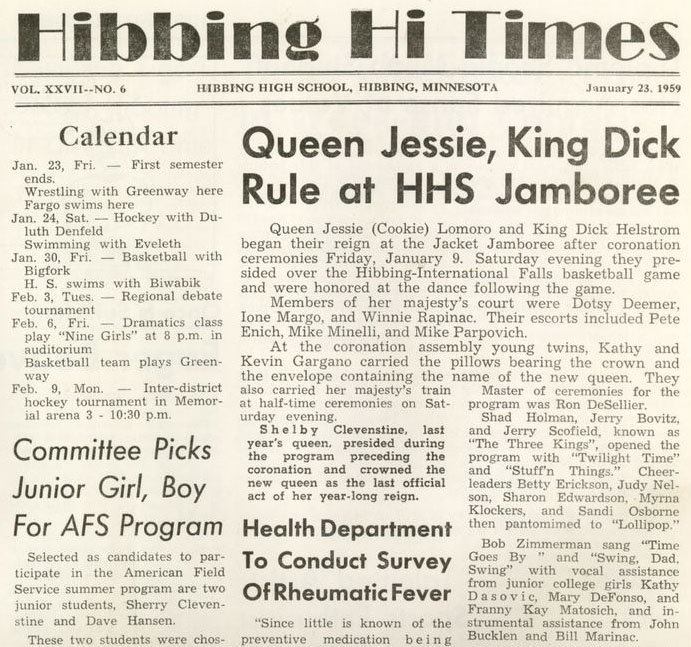 Hibbing Hi Times
VOL. XXVII--NO. 6 HIBBING HIGH SCHOOL, HIBBING, MINNESOTA January 23, 1959
Calendar
Jan. 23, Fri. — First semester
ends.
Wrestling with Greenway here
Fargo swims here
Jan. 24, Sat. — Hockey with Du-
luth Denfeld
Swimming with Eveleth
Jan. 30, Fri. — Basketball with
Bigfork
H. S. swims with Biwabik
Feb. 3, Tues. — Regional debate
tournament
Feb. 6, Fri. — Dramatics class
play "Nine Girls" at 8 p.m. in
auditorium
Basketball team plays Green-
way
Feb. 9, Mon. — Inter-district
hockey tournament in Memor-
ial arena 3 - 10:30 p.m.
Committee Picks
Junior Girl, Boy
For AFS Program
Selected as candidates to par-
ticipate in the American Field
Service summer program are two
junior students, Sherry Cleven-
stine and Dave Hansen.
These two students were chos-
Queen Jessie, King Dick
Rule at HHS Jamboree
Queen Jessie (Cookie) Lomoro and King Dick Helstrom
began their reign at the Jacket Jamboree after coronation
ceremonies Friday, January 9. Saturday evening they pre-
sided over the Hibbing-International Falls basketball game
and were honored at the dance following the game.
Members of her majesty's court were Dotsy Deemer,
Ione Margo, and Winnie Rapinac. Their escorts included Pete
Enich, Mike Minelli, and Mike Parpovich.
At the coronation assembly young twins, Kathy and
Kevin Gargano carried the pillows bearing the crown and
the envelope containing the name of the new queen. They
also carried her majesty's train
at half-time ceremonies on Sat-
urday evening.
Shelby Clevenstine, last
year's queen, presided during
the program preceding the
coronation and crowned the
new queen as the last official
act of her year-long reign.
Health Department
To Conduct Survey
Of Rheumatic Fever
"Since little is known of the
preventive medication being
Master of ceremonies for the
program was Ron DeSellier.
Shad Holman, Jerry Bovitz,
and Jerry Scofield, known as
"The Three Kings", opened the
program with "Twilight Time"
and "Stuff'n Things." Cheer-
leaders Betty Erickson, Judy Nel-
son, Sharon Edwardson, Myrna
Klockers, and Sandi Osborne
then pantomimed to "Lollipop."
Bob Zimmerman sang "Time
Goes By " and "Swing, Dad,
Swing" with vocal assistance
from junior college girls Kathy
Dasovic, Mary DeFonso, and
Franny Kay Matosich, and in-
strumental assistance from John
Bucklen and Bill Marinac.